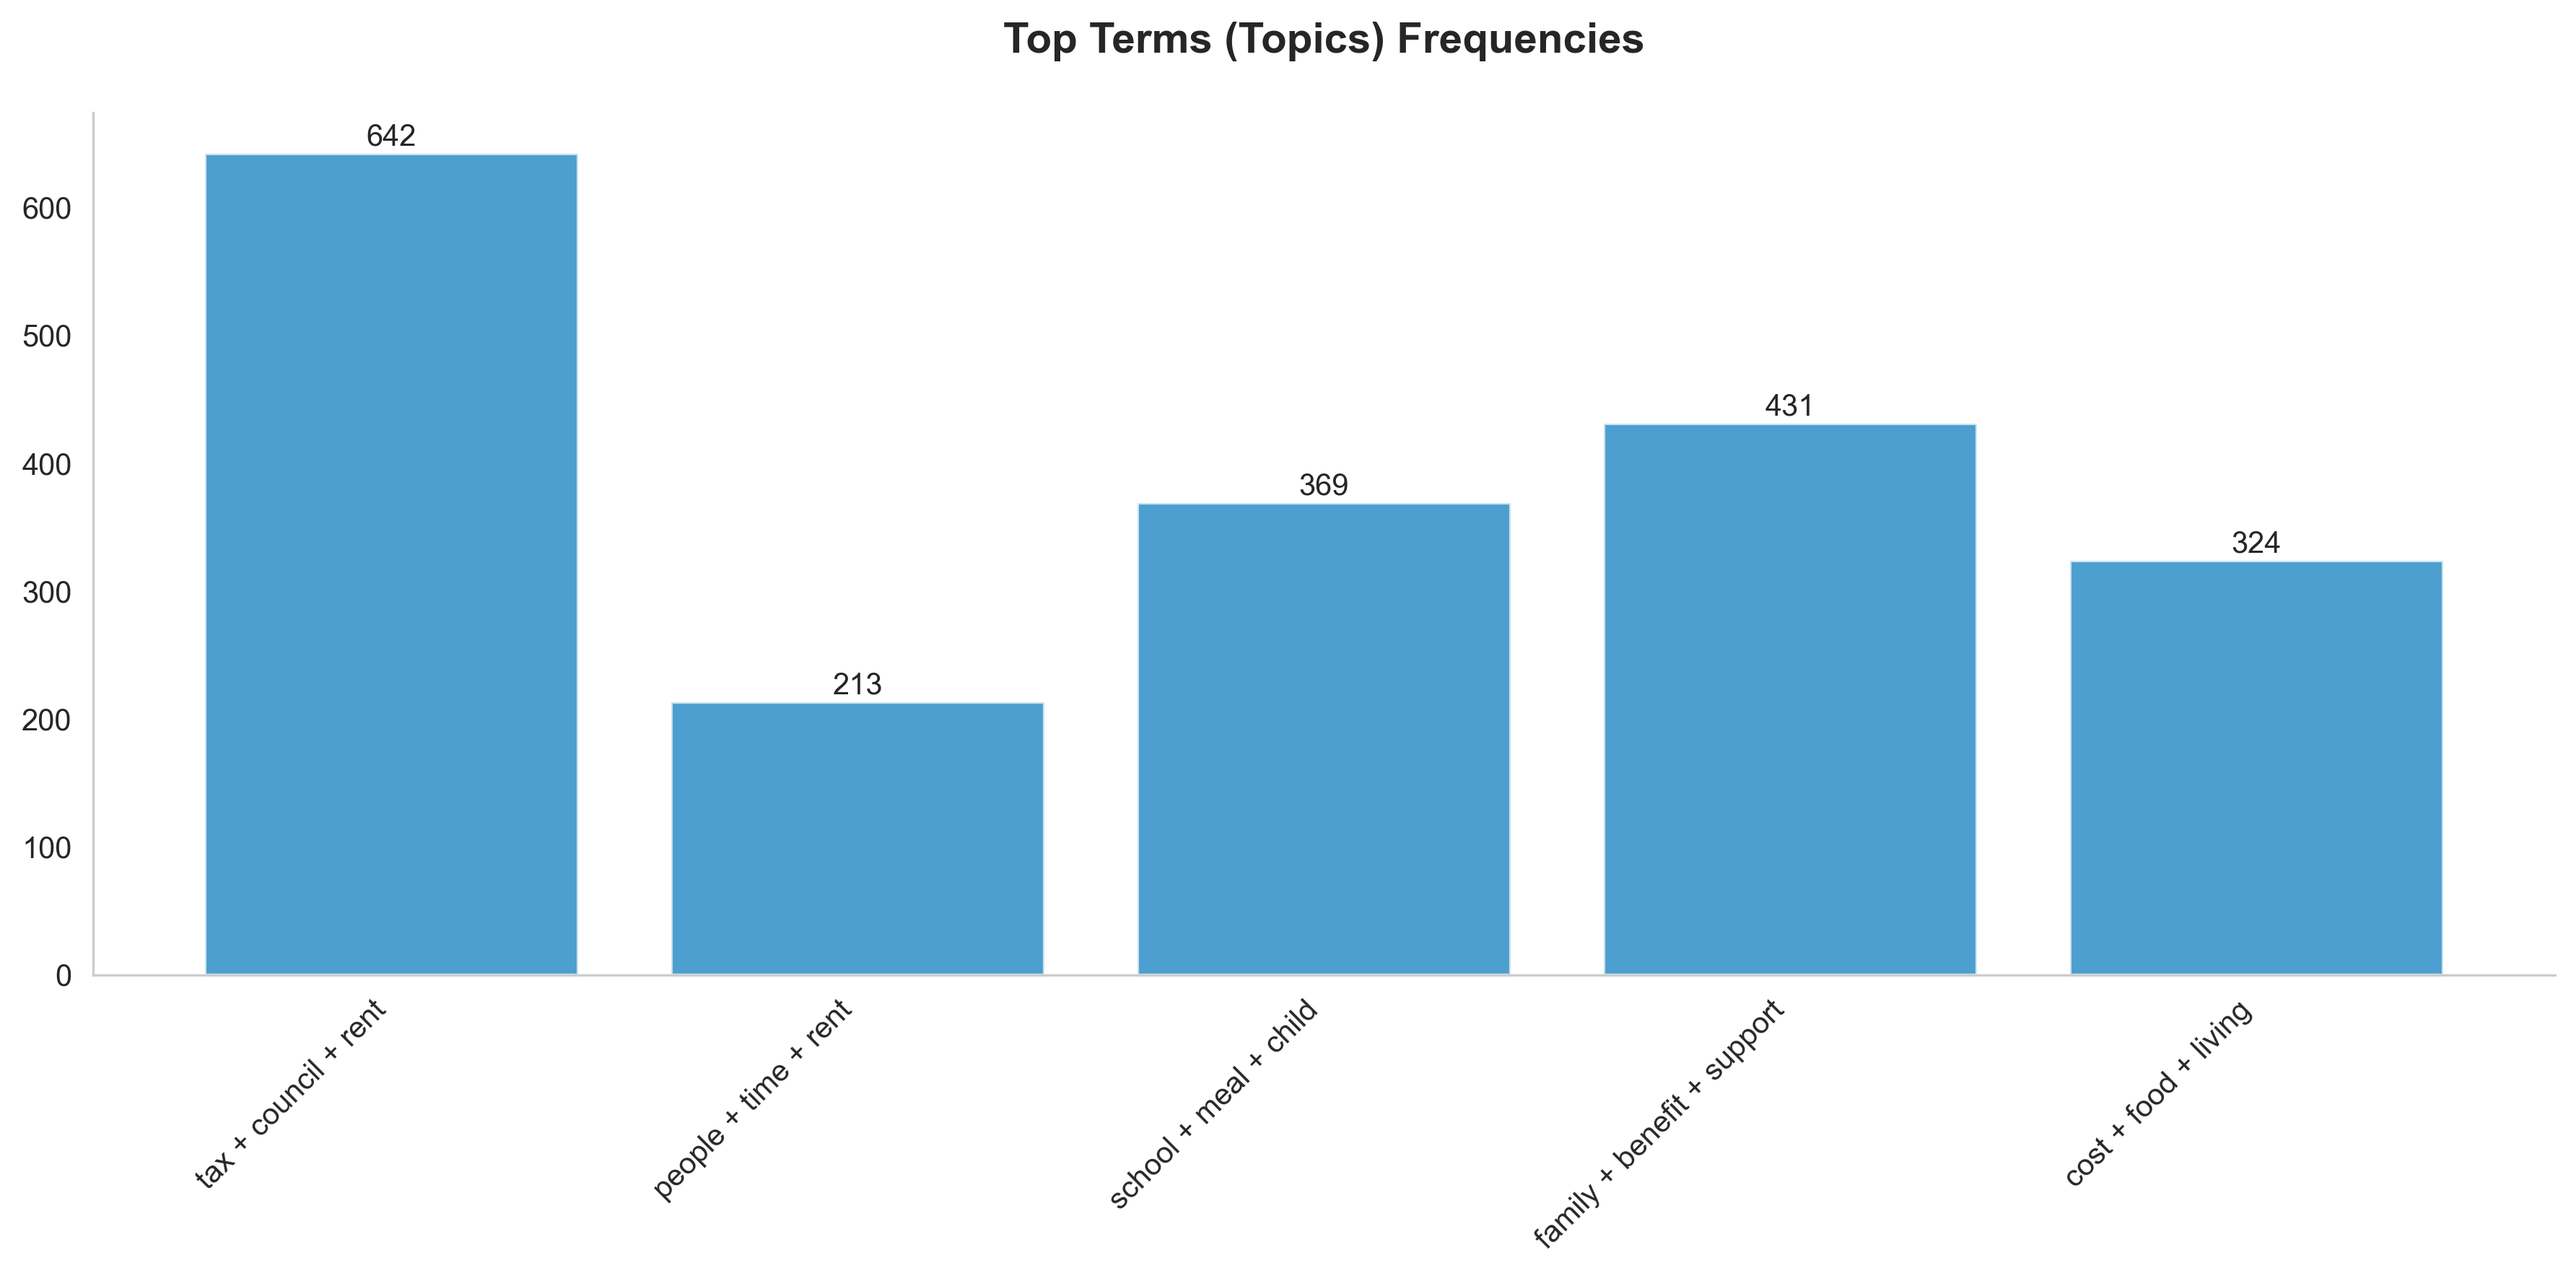 Top Terms (Topics) Frequencies
642
600
500
431
400
369
324
300
213
200
100
0
tax + council + rent
people + time + rent
school + meal + child
family + benefit + support
cost + food + living